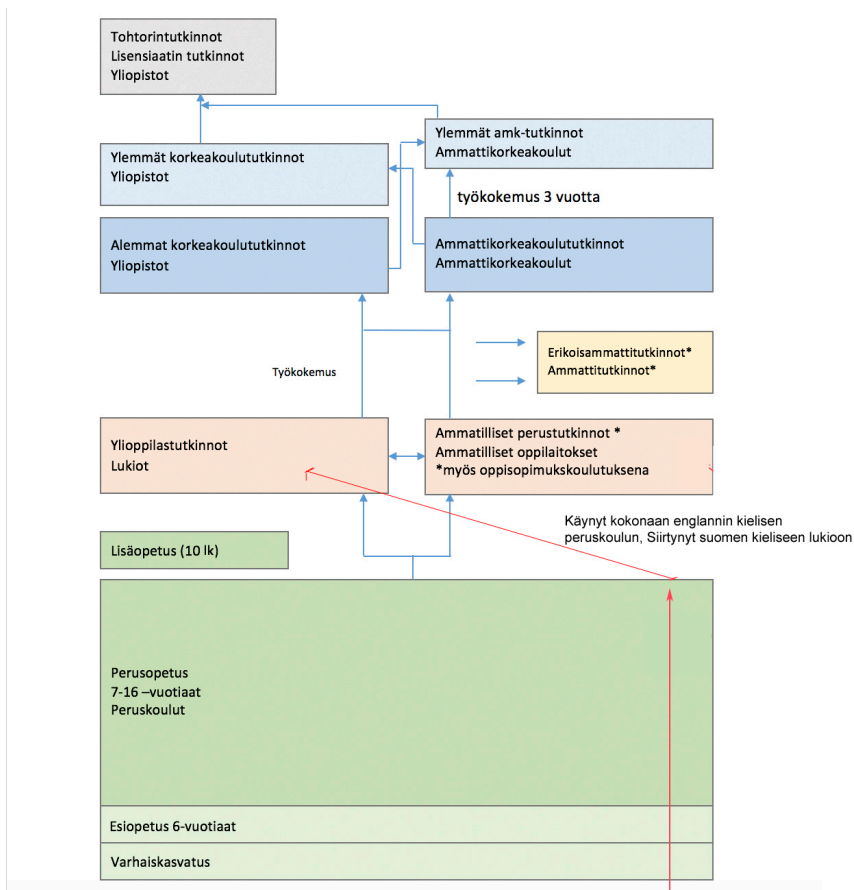 Tohtorintutkinnot
Lisensiaatin tutkinnot
Yliopistot
Ylemmät amk-tutkinnot
Ammattikorkeakoulut
Ylemmät korkeakoulututkinnot
Yliopistot
työkokemus 3 vuotta
Alemmat korkeakoulututkinnot
Yliopistot
Ammattikorkeakoulututkinnot
Ammattikorkeakoulut
Erikoisammattitutkinnot*
Ammattitutkinnot*
Työkokemus
Ylioppilastutkinnot
Lukiot
Ammatilliset perustutkinnot *
Ammatilliset oppilaitokset
*myös oppisopimukskoulutuksena
Käynyt kokonaan englannin kielisen
peruskoulun, Siirtynyt suomen kieliseen lukioon
Lisäopetus (10 lk)
Perusopetus
7-16 –vuotiaat
Peruskoulut
Esiopetus 6-vuotiaat
Varhaiskasvatus